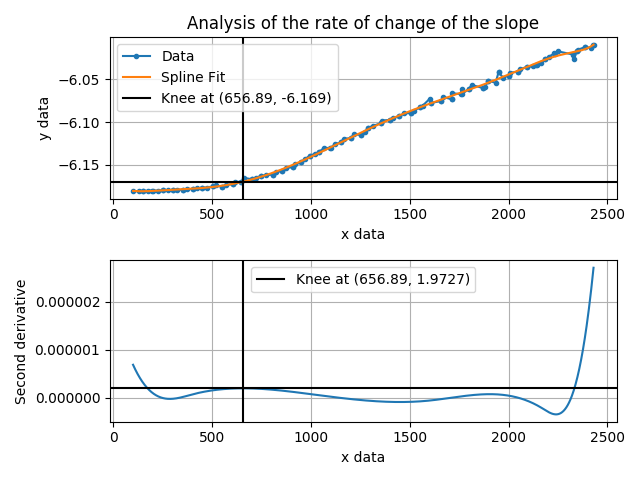 Analysis of the rate of change of the slope
Data
Spline Fit
Knee at (656.89, -6.169)
y data
−6.05
−6.10
−6.15
0
500
1000
1500
2000
2500
x data
Knee at (656.89, 1.9727)
Second derivative
0.000002
0.000001
0.000000
0
500
1000
1500
2000
2500
x data